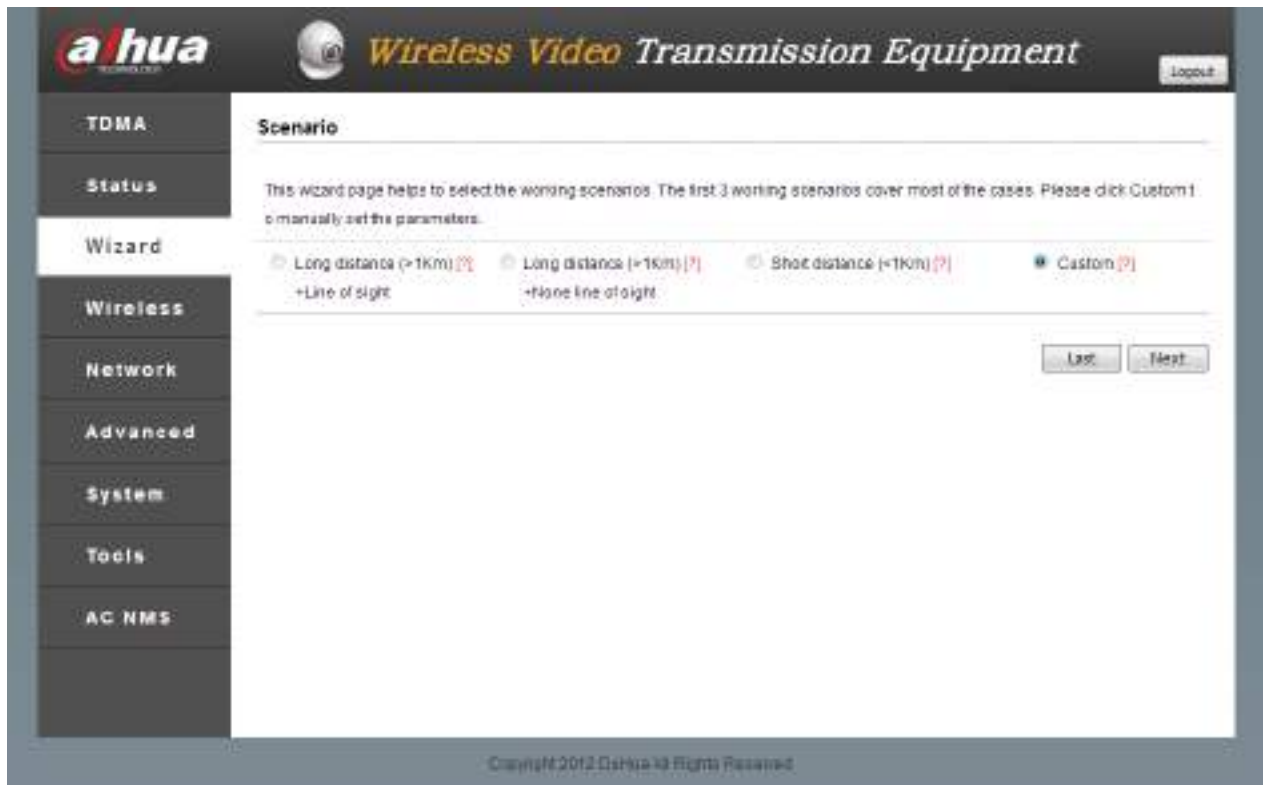 alhua
TECHNOLOGY
Wireless Video Transmission Equipment
Logout
TDMA
Status
Wizard
Wireless
Network
Advanced
System
Tools
AC NMS
Scenario
This wizard page helps to select the working scenarios. The first 3 working scenarios cover most of the cases. Please click Custom t
o manually set the parameters.
Long distance (>1Km) [?] Long distance (>1Km) [?] Short distance (<1Km) [?] Custom [?]
+Line of sight +None line of sight
Last Next
Copyright 2012 DaHua All Rights Reserved